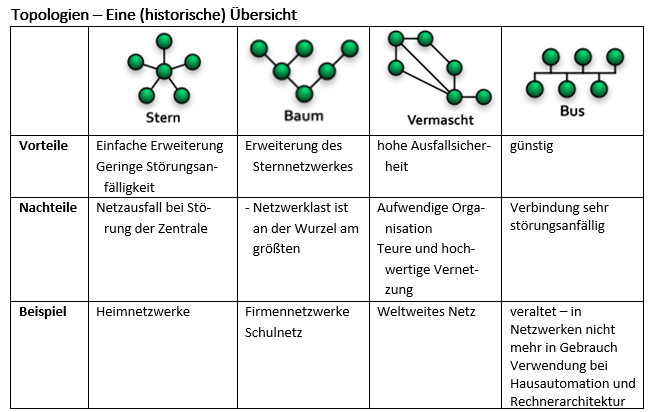 Topologien – Eine (historische) Übersicht
Stern
Baum
Vermascht
Bus
Vorteile
Einfache Erweiterung
Geringe Störungsan-
fälligkeit
Erweiterung des
Sternnetzwerkes
hohe Ausfallsicher-
heit
günstig
Nachteile
Netzausfall bei Stö-
rung der Zentrale
- Netzwerklast ist
an der Wurzel am
größten
Aufwendige Orga-
nisation
Teure und hoch-
wertige Vernet-
zung
Verbindung sehr
störungsanfällig
Beispiel
Heimnetzwerke
Firmennetzwerke
Schulnetz
Weltweites Netz
veraltet – in
Netzwerken nicht
mehr in Gebrauch
Verwendung bei
Hausautomation und
Rechnerarchitektur